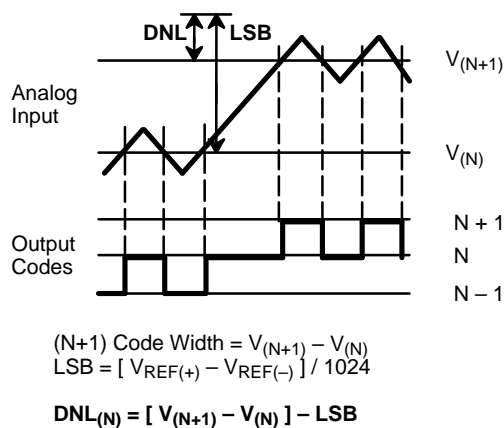 DNL LSB
V(N+1)
Analog
Input
V(N)
N + 1
Output
Codes
N
N – 1
(N+1) Code Width = V(N+1) – V(N)
LSB = [ VREF(+) – VREF(–) ] / 1024
DNL(N) = [ V(N+1) – V(N) ] – LSB